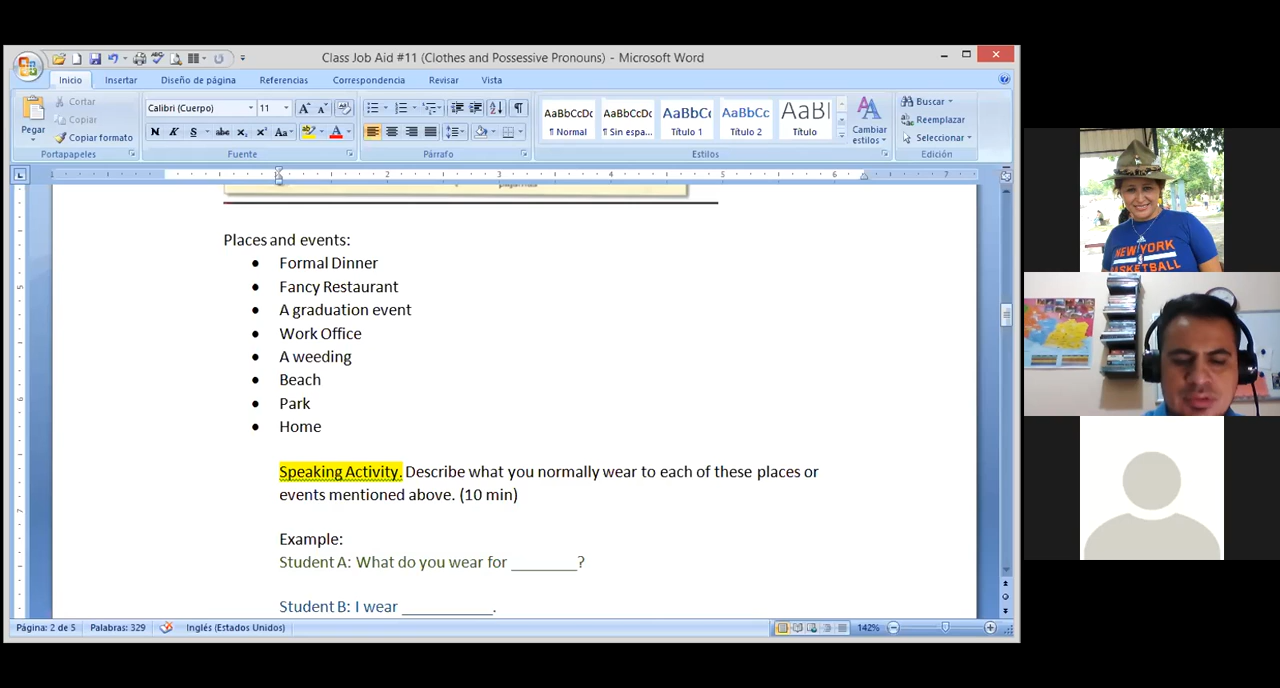 Class Job Aid #11 (Clothes and Possessive Pronouns) - Microsoft Word
Inicio Insertar Diseño de página Referencias Correspondencia Revisar Vista
Pegar
Cortar
Copiar
Copiar formato
Portapapeles
Calibri (Cuerpo) 11
Fuente
Párrafo
AaBbCcDc AaBbCcDc AaBbC AaBbCc AaBl
¶ Normal ¶ Sin espa... Título 1 Título 2 Título
Cambiar estilos
Estilos
Buscar
Reemplazar
Seleccionar
Edición
Places and events:
• Formal Dinner
• Fancy Restaurant
• A graduation event
• Work Office
• A weeding
• Beach
• Park
• Home
Speaking Activity. Describe what you normally wear to each of these places or
events mentioned above. (10 min)
Example:
Student A: What do you wear for ________?
Student B: I wear ___________.
Página: 2 de 5 Palabras: 329 Inglés (Estados Unidos) 142%
NEW YORK
BASKETBALL